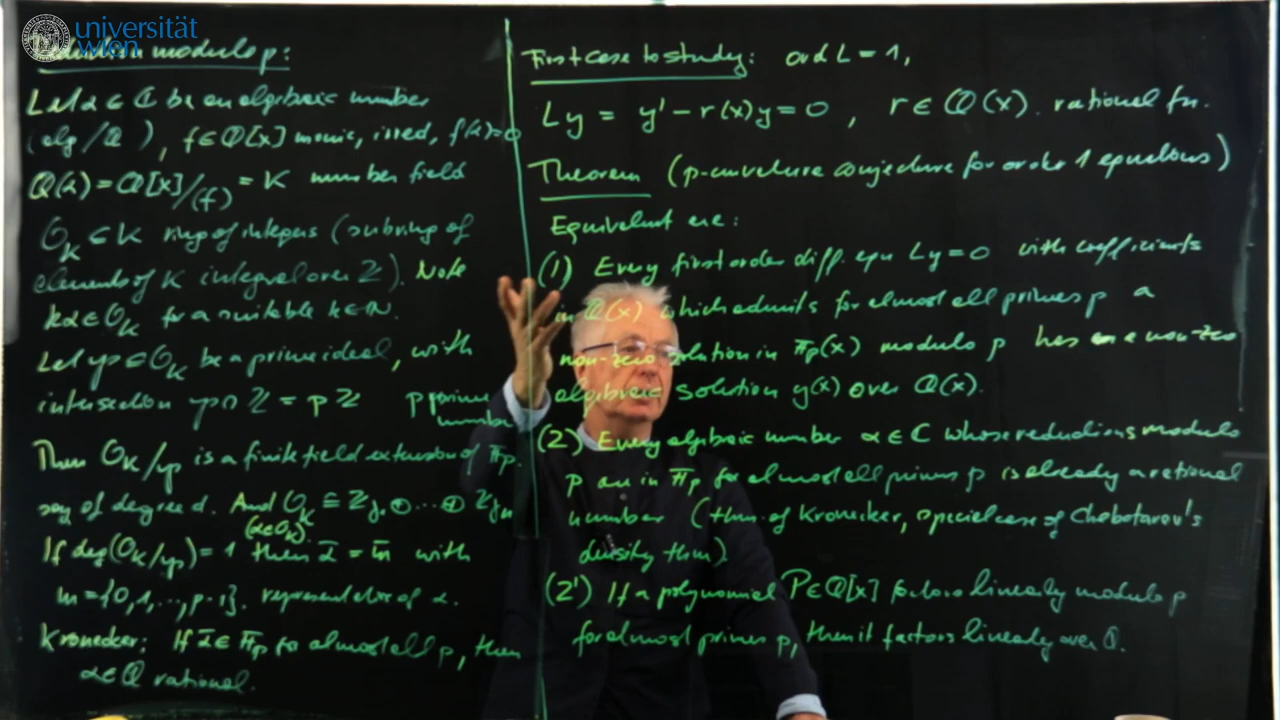 universität
wien
modulo p:
Let α ∈ ℂ be an algebraic number
(alg/ℚ), f∈ℚ[x] monic, irred, f(α)=0
ℚ(α) = ℚ[x]/(f) = K number field
O_K ⊆ K ring of integers (subring of
elements of K integral over ℤ). Note
kα ∈ O_K for a suitable k∈ℕ.
Let 𝔭 ⊆ O_K be a prime ideal, with
intersection 𝔭 ∩ ℤ = pℤ p prime number
Then O_K/𝔭 is a finite field extension of 𝔽_p.
say of degree d. And O_K ≅ ℤy₁ ⊕ ... ⊕ ℤy_n
(α∈O_K)
If deg(O_K/𝔭) = 1 then ᾱ = m̄ with
m = {0,1,...,p-1}. representator of α.
Kronecker: If ᾱ ∈ 𝔽_p for almost all p, then
α∈ℚ rational.
First case to study: ord L = 1,
Ly = y' - r(x)y = 0, r ∈ ℚ(x). rational fn.
Theorem (p-curvature conjecture for order 1 equations)
Equivalent are:
(1) Every first order diff. eqn Ly=0 with coefficients
in ℚ(x) which admits for almost all primes p a
non-zero solution in 𝔽_p(x) modulo p has a non-zero
algebraic solution y(x) over ℚ(x).
(2) Every algebraic number α ∈ ℂ whose reductions modulo
p are in 𝔽_p for almost all primes p is already a rational
number (thm. of Kronecker, special case of Chebotarov's
density thm).
(2') If a polynomial P∈ℚ[x] factors linearly modulo p
for almost primes p, then it factors linearly over ℚ.